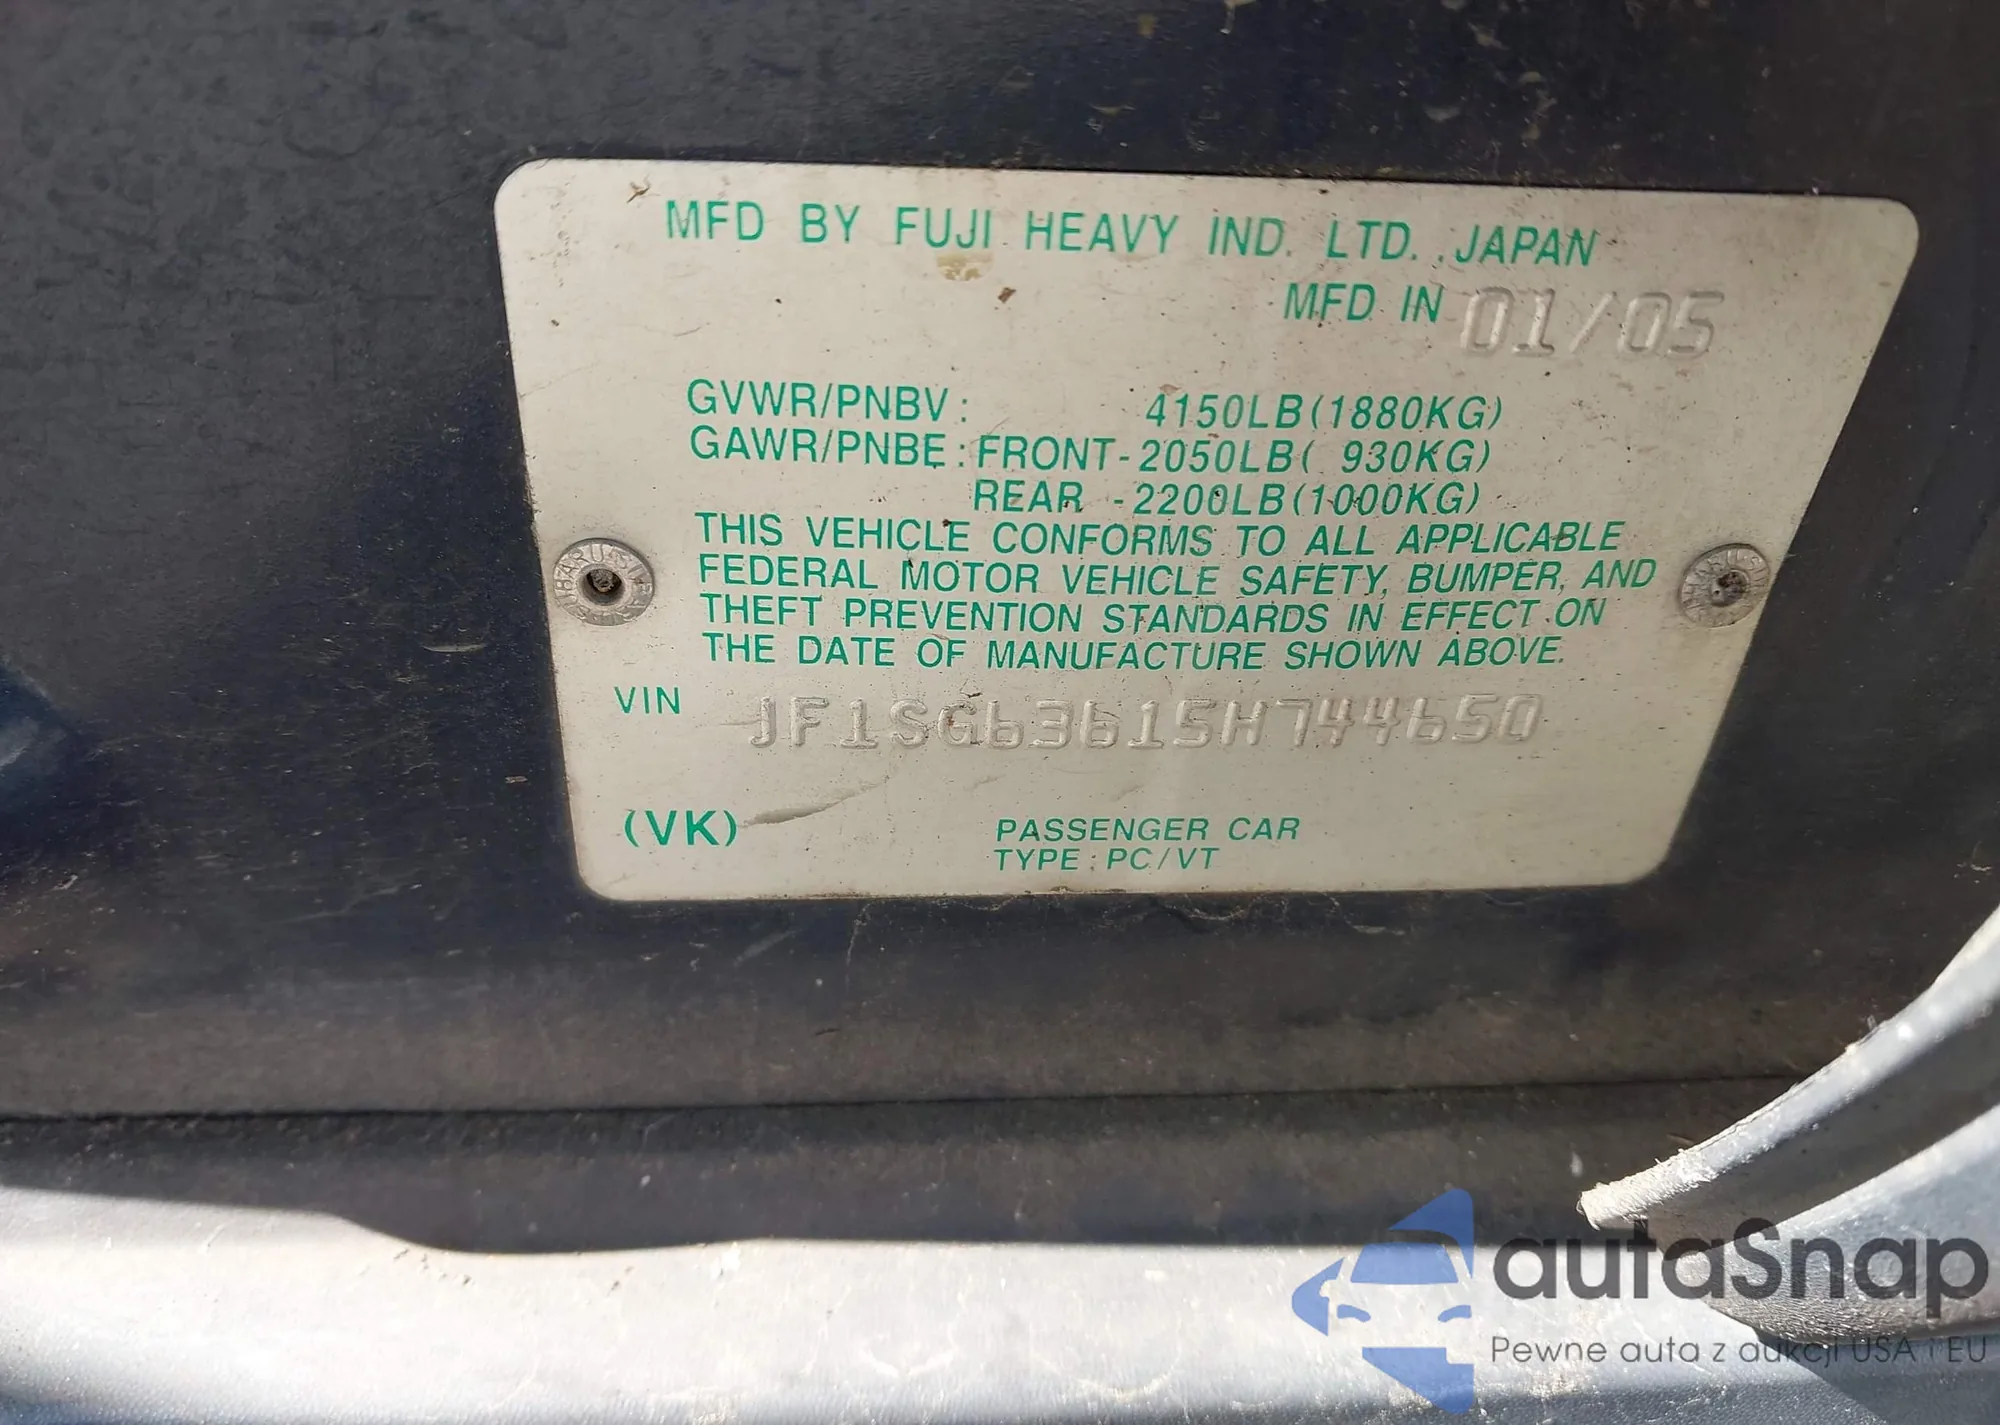 MFD BY FUJI HEAVY IND. LTD. JAPAN
MFD IN 01/05
GVWR/PNBV: 4150LB(1880KG)
GAWR/PNBE: FRONT-2050LB( 930KG)
REAR -2200LB(1000KG)
THIS VEHICLE CONFORMS TO ALL APPLICABLE
FEDERAL MOTOR VEHICLE SAFETY, BUMPER, AND
THEFT PREVENTION STANDARDS IN EFFECT ON
THE DATE OF MANUFACTURE SHOWN ABOVE.
VIN JF1SG63615H744650
(VK) PASSENGER CAR
TYPE: PC/VT
autaSnap
Pewne auta z aukcji USA i EU